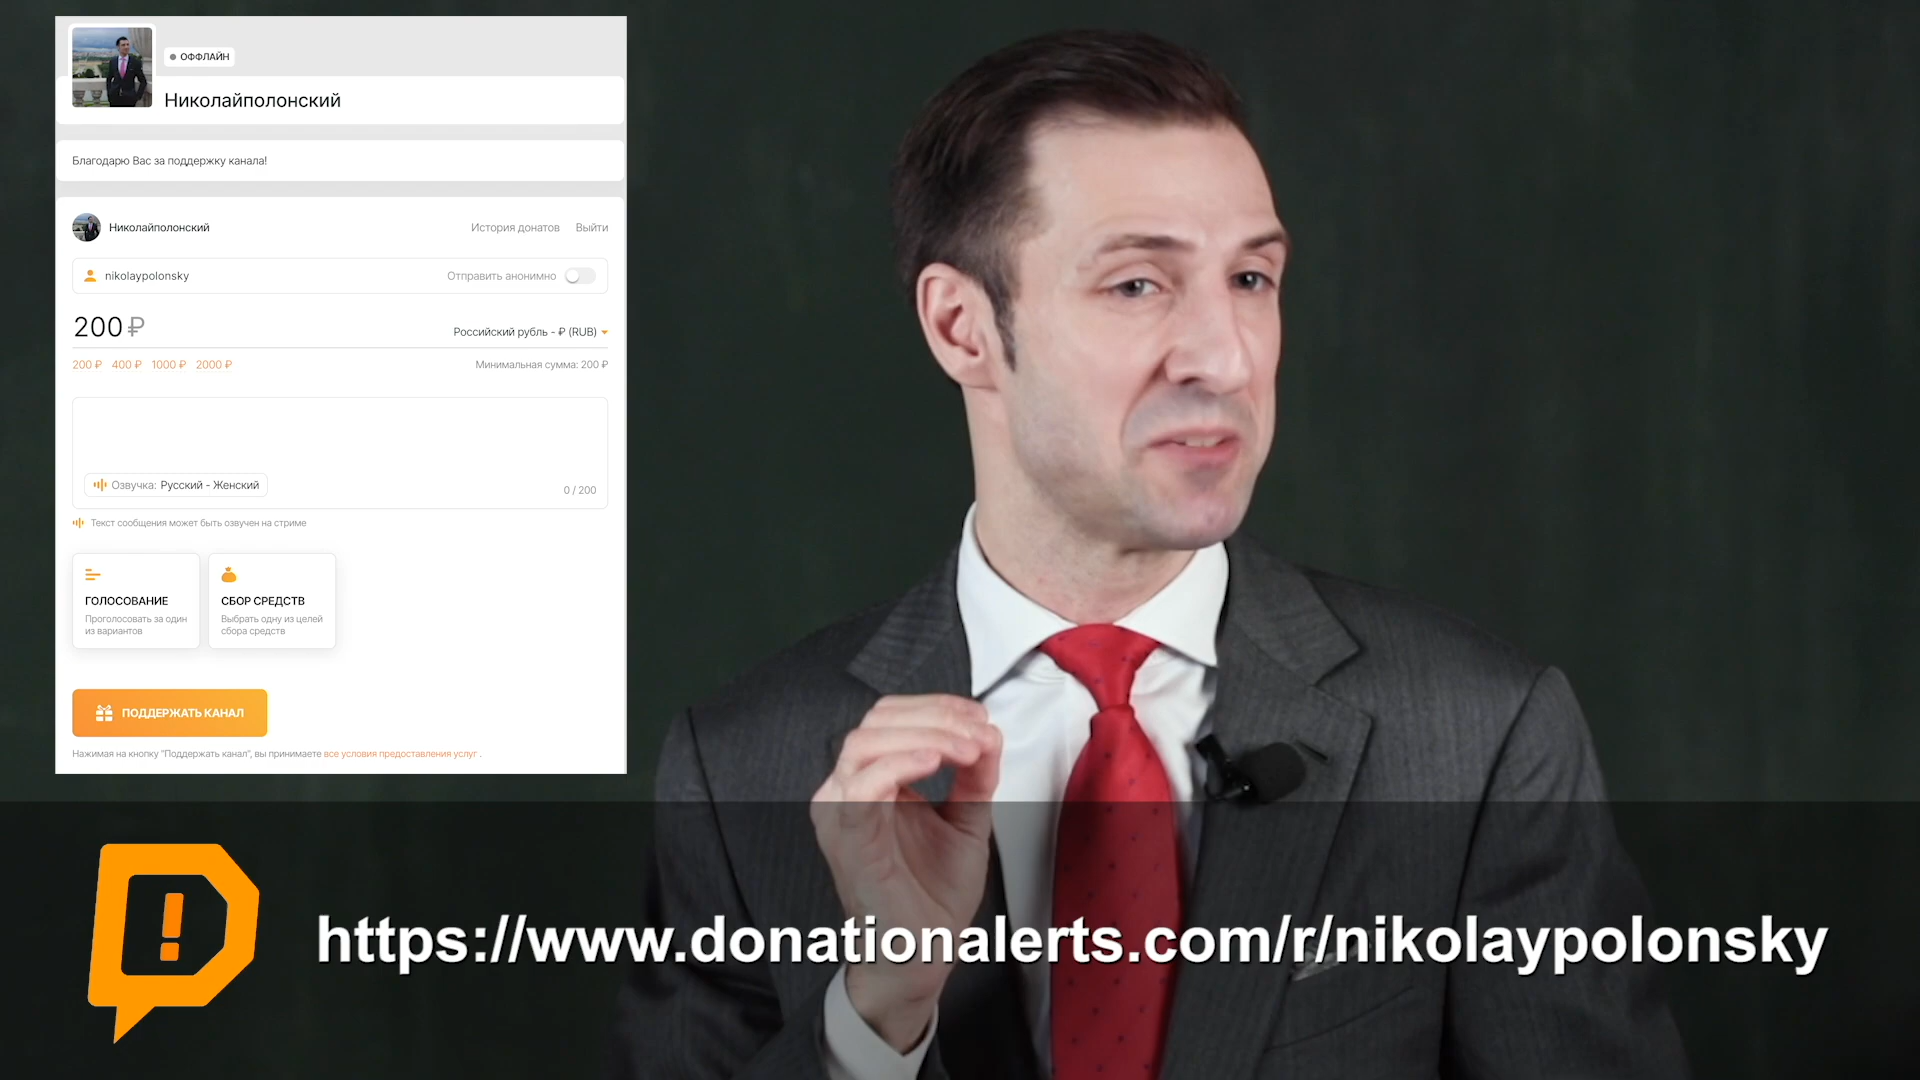 ОФФЛАЙН
Николайполонский
Благодарю Вас за поддержку канала!
Николайполонский
История донатов
Выйти
nikolaypolonsky
Отправить анонимно
200 ₽
Российский рубль - ₽ (RUB)
200 ₽ 400 ₽ 1000 ₽ 2000 ₽
Минимальная сумма: 200 ₽
Озвучка: Русский - Женский
0 / 200
Текст сообщения может быть озвучен на стриме
ГОЛОСОВАНИЕ
Проголосовать за один
из вариантов
СБОР СРЕДСТВ
Выбрать одну из целей
сбора средств
ПОДДЕРЖАТЬ КАНАЛ
Нажимая на кнопку "Поддержать канал", вы принимаете все условия предоставления услуг .
https://www.donationalerts.com/r/nikolaypolonsky